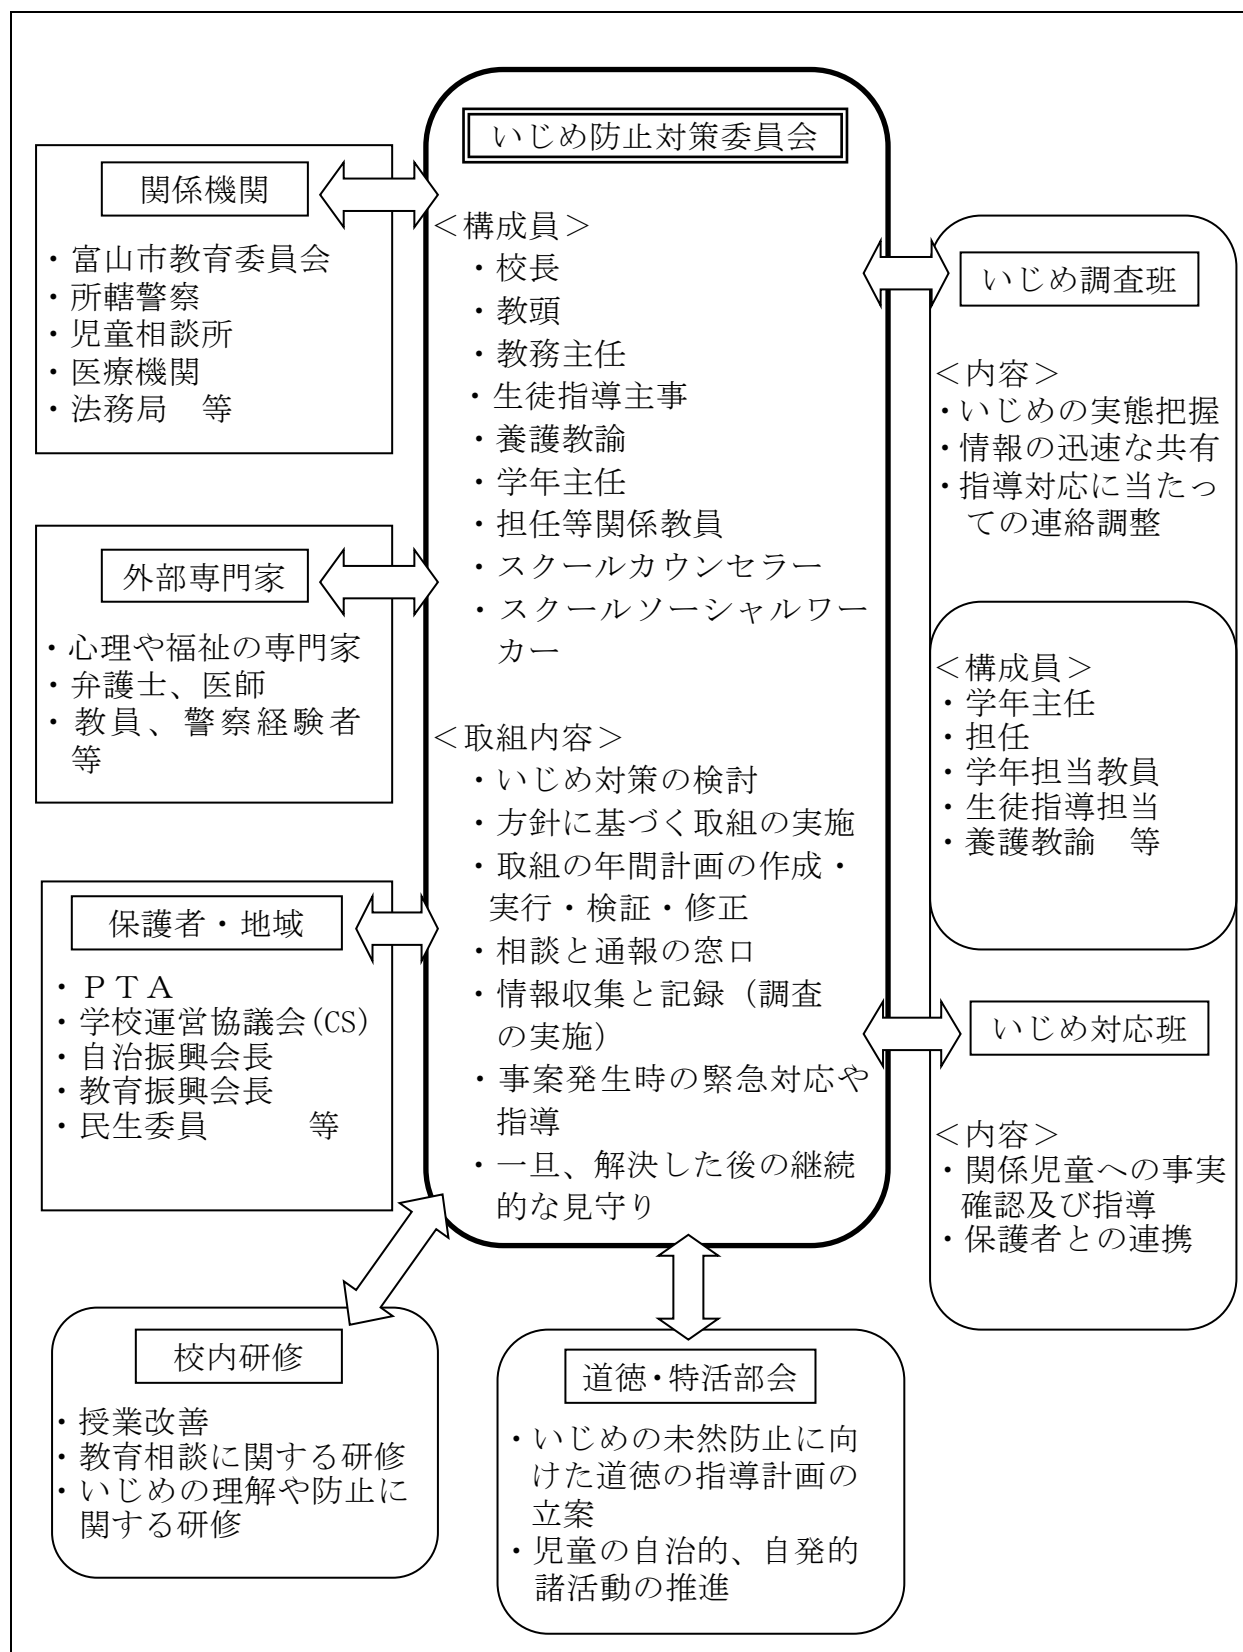 いじめ防止対策委員会
<構成員>
・校長
・教頭
・教務主任
・生徒指導主事
・養護教諭
・学年主任
・担任等関係教員
・スクールカウンセラー
・スクールソーシャルワー
カー
<取組内容>
・いじめ対策の検討
・方針に基づく取組の実施
・取組の年間計画の作成・
実行・検証・修正
・相談と通報の窓口
・情報収集と記録（調査
の実施）
・事案発生時の緊急対応や
指導
・一旦、解決した後の継続
的な見守り
関係機関
・富山市教育委員会
・所轄警察
・児童相談所
・医療機関
・法務局　等
外部専門家
・心理や福祉の専門家
・弁護士、医師
・教員、警察経験者
等
保護者・地域
・ＰＴＡ
・学校運営協議会(CS)
・自治振興会長
・教育振興会長
・民生委員　　　等
いじめ調査班
<内容>
・いじめの実態把握
・情報の迅速な共有
・指導対応に当たっ
ての連絡調整
<構成員>
・学年主任
・担任
・学年担当教員
・生徒指導担当
・養護教諭　等
いじめ対応班
<内容>
・関係児童への事実
確認及び指導
・保護者との連携
校内研修
・授業改善
・教育相談に関する研修
・いじめの理解や防止に
関する研修
道徳・特活部会
・いじめの未然防止に向
けた道徳の指導計画の
立案
・児童の自治的、自発的
諸活動の推進